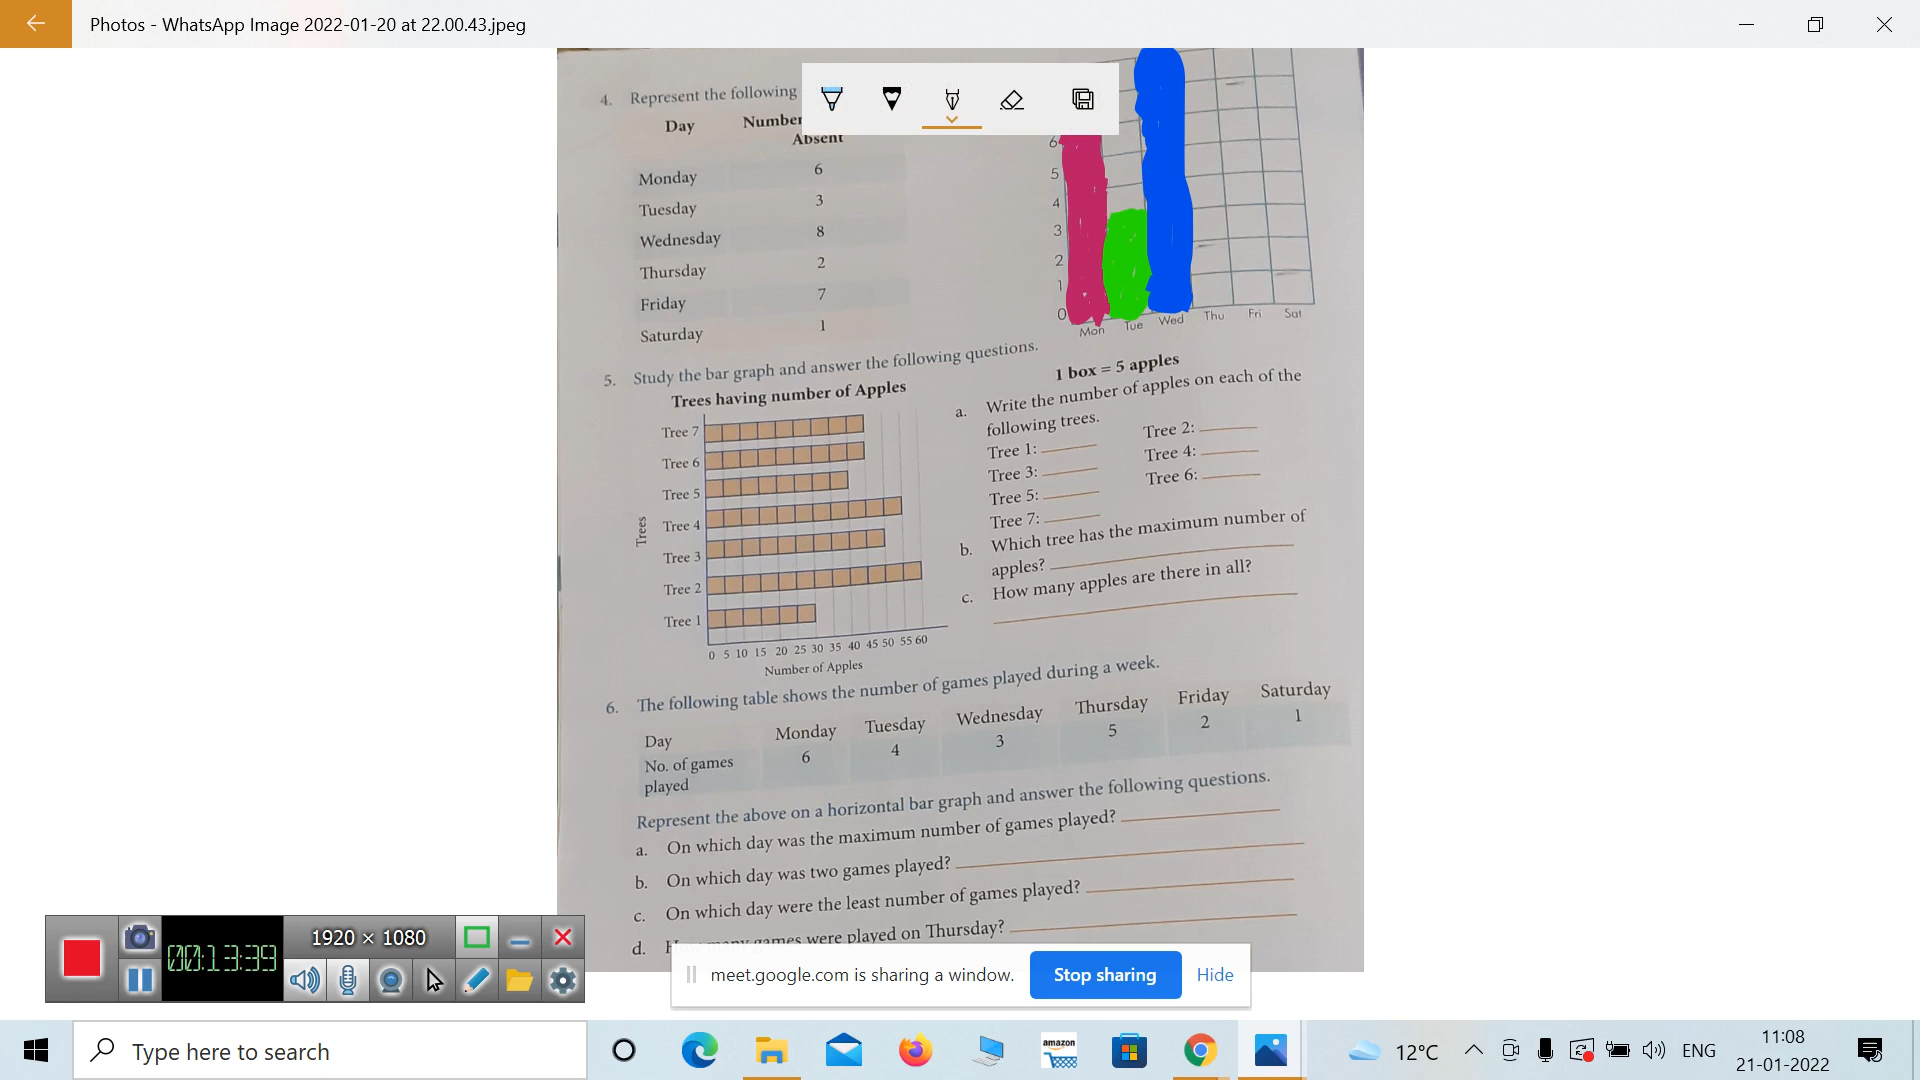 Photos - WhatsApp Image 2022-01-20 at 22.00.43.jpeg
4. Represent the following
Day Number
Absent
Monday 6
Tuesday 3
Wednesday 8
Thursday 2
Friday 7
Saturday 1
6
5
4
3
2
1
0
Mon Tue Wed Thu Fri Sat
5. Study the bar graph and answer the following questions.
Trees having number of Apples
Tree 7
Tree 6
Tree 5
Tree 4
Tree 3
Tree 2
Tree 1
Trees
0 5 10 15 20 25 30 35 40 45 50 55 60
Number of Apples
1 box = 5 apples
a. Write the number of apples on each of the
following trees.
Tree 1: Tree 2:
Tree 3: Tree 4:
Tree 5: Tree 6:
Tree 7:
b. Which tree has the maximum number of
apples?
c. How many apples are there in all?
6. The following table shows the number of games played during a week.
Day Monday Tuesday Wednesday Thursday Friday Saturday
No. of games 6 4 3 5 2 1
played
Represent the above on a horizontal bar graph and answer the following questions.
a. On which day was the maximum number of games played?
b. On which day was two games played?
c. On which day were the least number of games played?
d. games were played on Thursday?
00:13:39
1920 × 1080
meet.google.com is sharing a window.
Stop sharing
Hide
Type here to search
amazon
12°C
ENG
11:08
21-01-2022